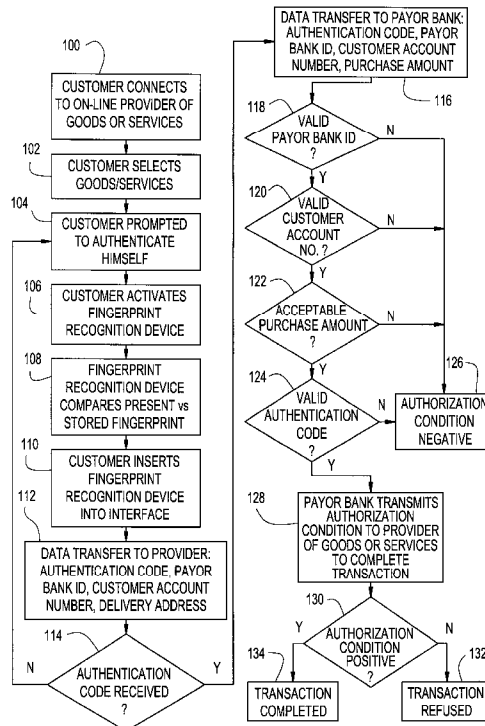 100
CUSTOMER CONNECTS
TO ON-LINE PROVIDER OF
GOODS OR SERVICES
102
CUSTOMER SELECTS
GOODS/SERVICES
104
CUSTOMER PROMPTED
TO AUTHENTICATE
HIMSELF
106
CUSTOMER ACTIVATES
FINGERPRINT
RECOGNITION DEVICE
108
FINGERPRINT
RECOGNITION DEVICE
COMPARES PRESENT vs
STORED FINGERPRINT
110
CUSTOMER INSERTS
FINGERPRINT
RECOGNITION DEVICE
INTO INTERFACE
112
DATA TRANSFER TO PROVIDER:
AUTHENTICATION CODE, PAYOR
BANK ID, CUSTOMER ACCOUNT
NUMBER, DELIVERY ADDRESS
114
N
AUTHENTICATION
CODE RECEIVED
?
Y
DATA TRANSFER TO PAYOR BANK:
AUTHENTICATION CODE, PAYOR
BANK ID, CUSTOMER ACCOUNT
NUMBER, PURCHASE AMOUNT
116
118
VALID
PAYOR BANK ID
?
N
Y
120
VALID
CUSTOMER
ACCOUNT
NO. ?
N
Y
122
ACCEPTABLE
PURCHASE AMOUNT
?
N
Y
124
VALID
AUTHENTICATION
CODE
?
N
Y
126
AUTHORIZATION
CONDITION
NEGATIVE
128
PAYOR BANK TRANSMITS
AUTHORIZATION
CONDITION TO PROVIDER
OF GOODS OR SERVICES
TO COMPLETE
TRANSACTION
130
Y
AUTHORIZATION
CONDITION
POSITIVE
?
N
134
TRANSACTION
COMPLETED
132
TRANSACTION
REFUSED